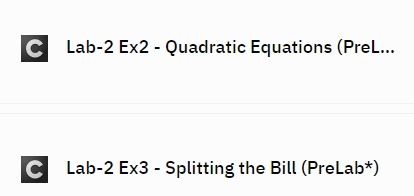 C Lab-2 Ex2 - Quadratic Equations (PreL...
C Lab-2 Ex3 - Splitting the Bill (PreLab*)